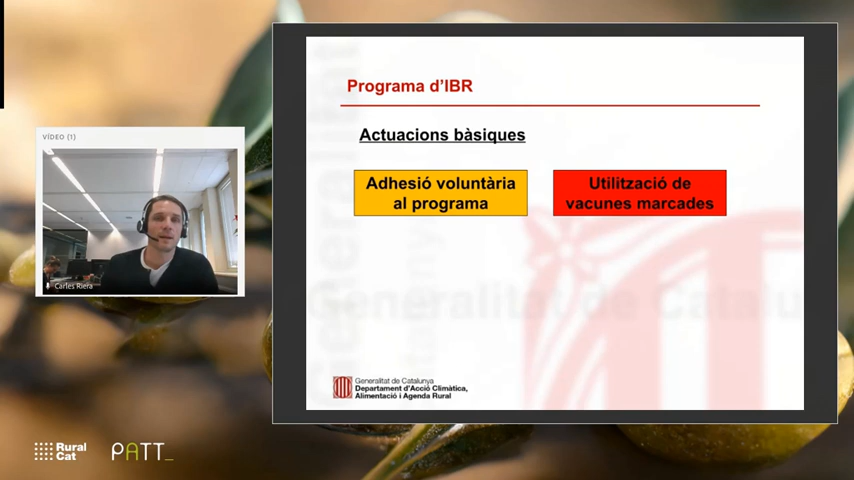 VÍDEO (1)
Carles Riera
Programa d'IBR
Actuacions bàsiques
Adhesió voluntària
al programa
Utilització de
vacunes marcades
Generalitat de Catalunya
Departament d'Acció Climàtica,
Alimentació i Agenda Rural
Rural
Cat
PATT_